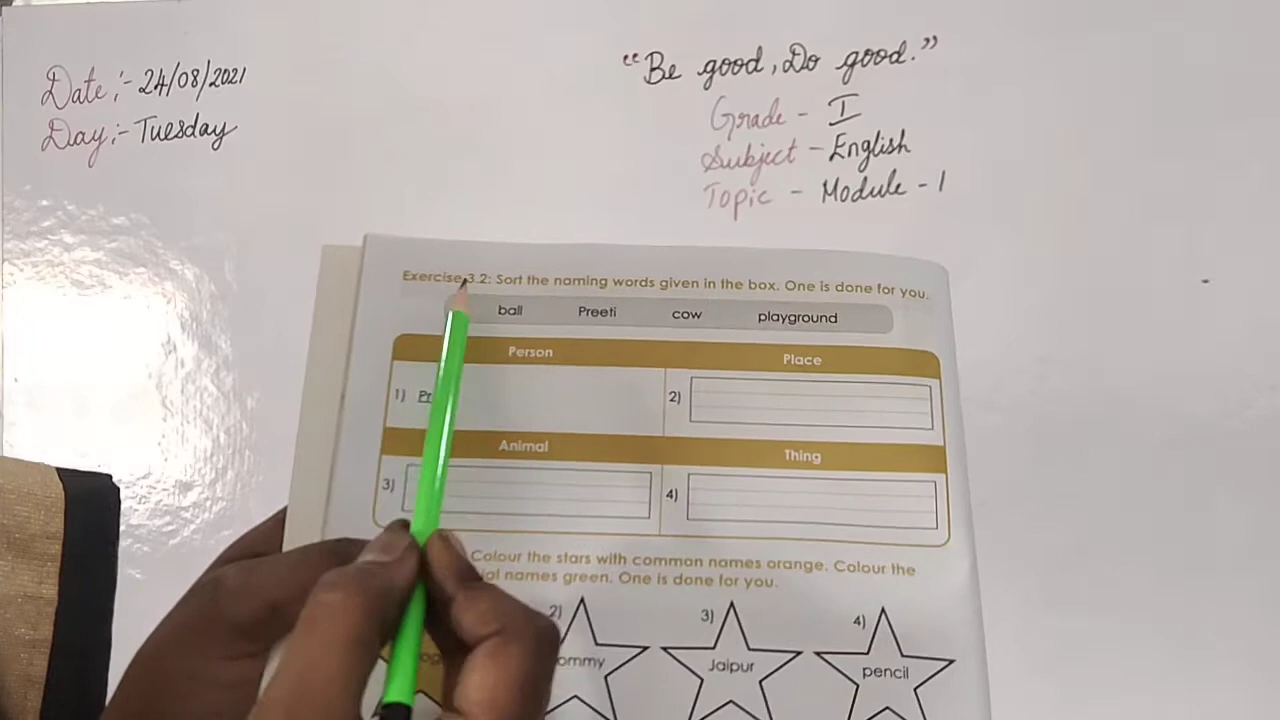 Date :- 24/08/2021
Day :- Tuesday
“Be good, Do good.”
Grade - I
Subject - English
Topic - Module - 1
Exercise 3.2: Sort the naming words given in the box. One is done for you.
ball Preeti cow playground
Person Place
1) 2)
Animal Thing
3) 4)
Colour the stars with common names orange. Colour the
names green. One is done for you.
2) 3) 4)
Jaipur pencil